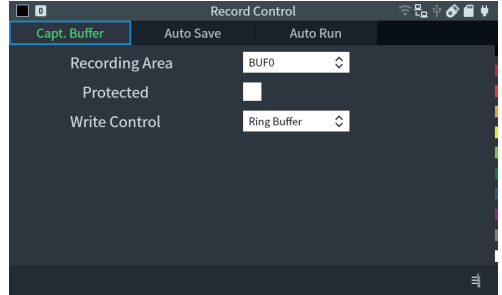 0 Record Control
Capt. Buffer Auto Save Auto Run
Recording Area BUF0
Protected
Write Control Ring Buffer